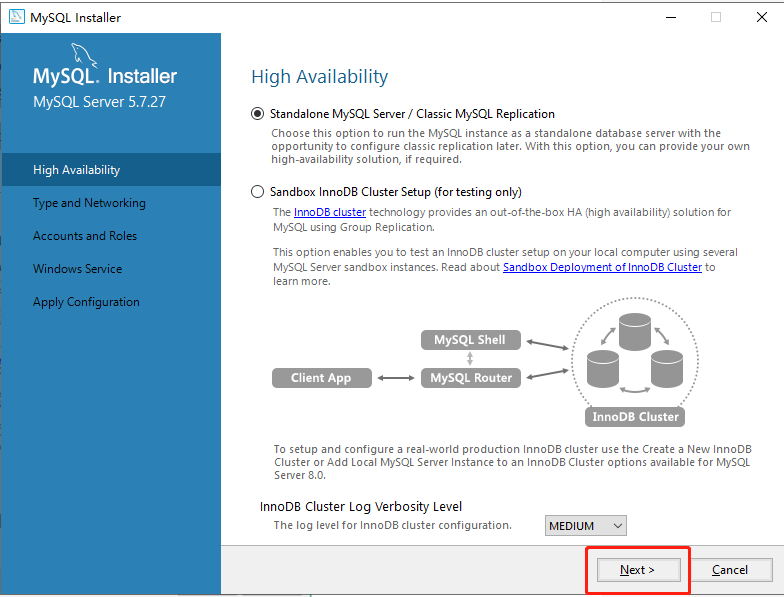 MySQL Installer
MySQL. Installer
MySQL Server 5.7.27
High Availability
Type and Networking
Accounts and Roles
Windows Service
Apply Configuration
High Availability
Standalone MySQL Server / Classic MySQL Replication
Choose this option to run the MySQL instance as a standalone database server with the
opportunity to configure classic replication later. With this option, you can provide your own
high-availability solution, if required.
Sandbox InnoDB Cluster Setup (for testing only)
The InnoDB cluster technology provides an out-of-the-box HA (high availability) solution for
MySQL using Group Replication.
This option enables you to test an InnoDB cluster setup on your local computer using several
MySQL Server sandbox instances. Read about Sandbox Deployment of InnoDB Cluster to
learn more.
MySQL Shell
Client App
MySQL Router
InnoDB Cluster
To setup and configure a real-world production InnoDB cluster use the Create a New InnoDB
Cluster or Add Local MySQL Server Instance to an InnoDB Cluster options available for MySQL
Server 8.0.
InnoDB Cluster Log Verbosity Level
The log level for InnoDB cluster configuration.
MEDIUM
Next >
Cancel